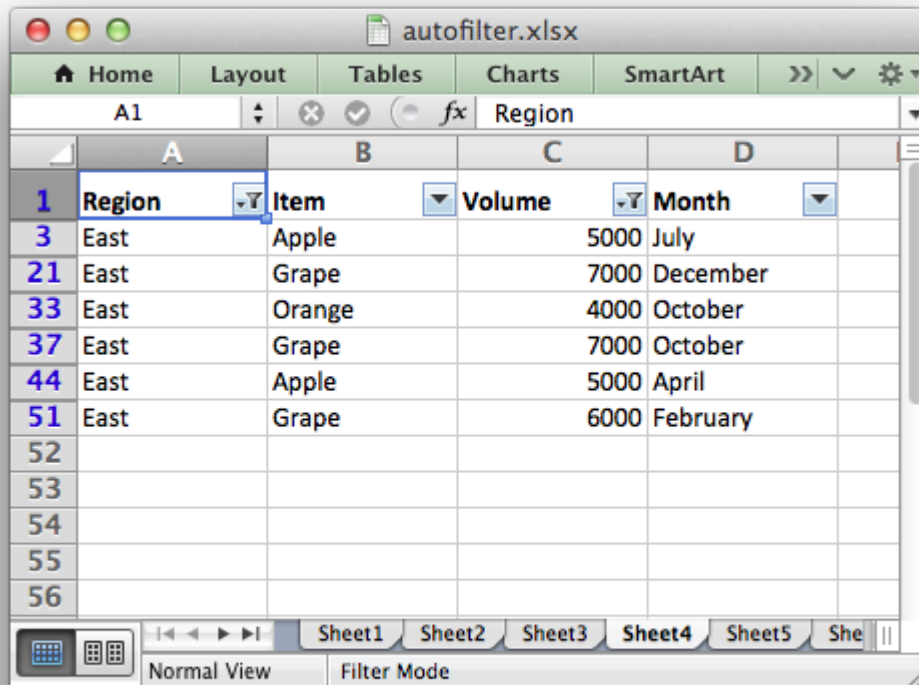 autofilter.xlsx
Home Layout Tables Charts SmartArt
A1 fx Region
A B C D
1 Region Item Volume Month
3 East Apple 5000 July
21 East Grape 7000 December
33 East Orange 4000 October
37 East Grape 7000 October
44 East Apple 5000 April
51 East Grape 6000 February
52
53
54
55
56
Sheet1 Sheet2 Sheet3 Sheet4 Sheet5 She
Normal View Filter Mode